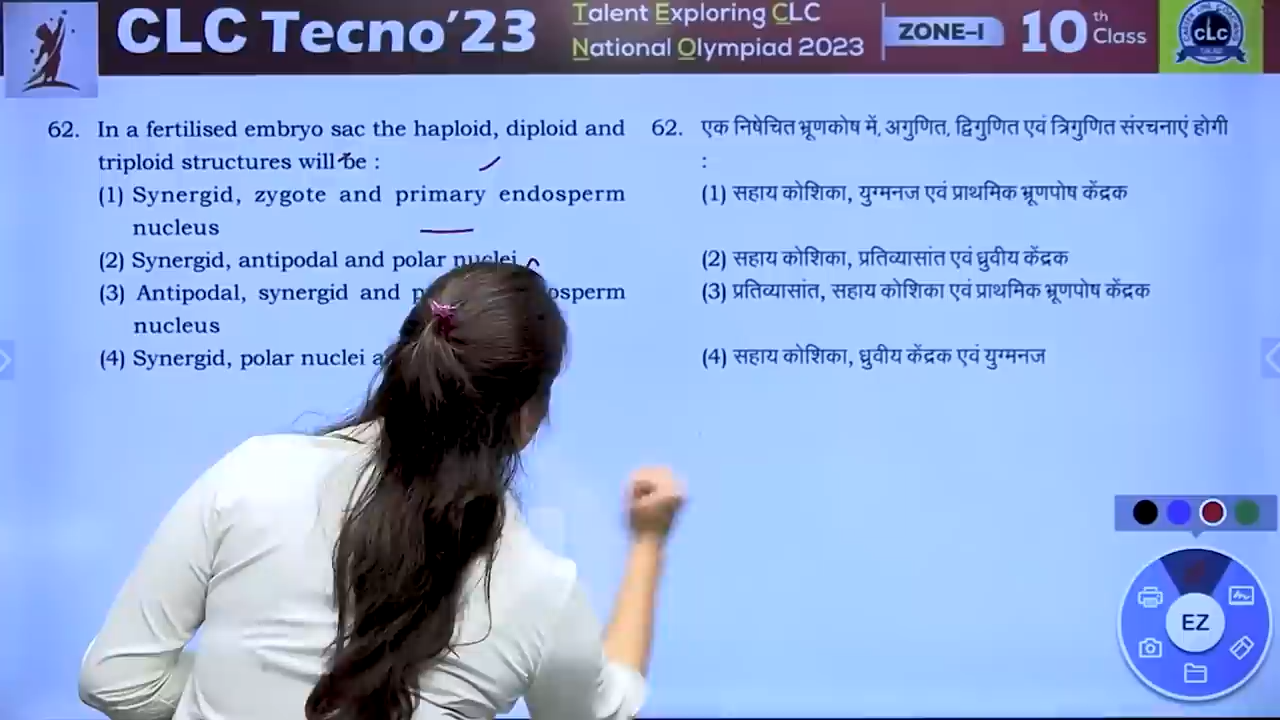 CLC Tecno'23
Talent Exploring CLC
National Olympiad 2023
ZONE–I
10th Class
CLC
62. In a fertilised embryo sac the haploid, diploid and
triploid structures will be :
(1) Synergid, zygote and primary endosperm
nucleus
(2) Synergid, antipodal and polar nuclei
(3) Antipodal, synergid and
nucleus
(4) Synergid, polar nuclei
62. एक निषेचित भ्रूणकोष में, अगुणित, द्विगुणित एवं त्रिगुणित संरचनाएं होगी
:
(1) सहाय कोशिका, युग्मनज एवं प्राथमिक भ्रूणपोष केंद्रक
(2) सहाय कोशिका, प्रतिव्यासांत एवं ध्रुवीय केंद्रक
(3) प्रतिव्यासांत, सहाय कोशिका एवं प्राथमिक भ्रूणपोष केंद्रक
(4) सहाय कोशिका, ध्रुवीय केंद्रक एवं युग्मनज
EZ